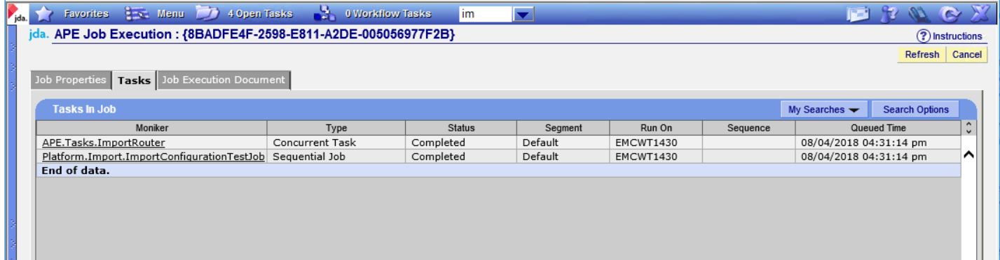 jda. Favorites Menu 4 Open Tasks 0 Workflow Tasks im
jda. APE Job Execution : {8BADFE4F-2598-E811-A2DE-005056977F2B}
? Instructions
Refresh Cancel
Job Properties Tasks Job Execution Document
Tasks In Job My Searches Search Options
Moniker Type Status Segment Run On Sequence Queued Time
APE.Tasks.ImportRouter Concurrent Task Completed Default EMCWT1430 08/04/2018 04:31:14 pm
Platform.Import.ImportConfigurationTestJob Sequential Job Completed Default EMCWT1430 08/04/2018 04:31:14 pm
End of data.